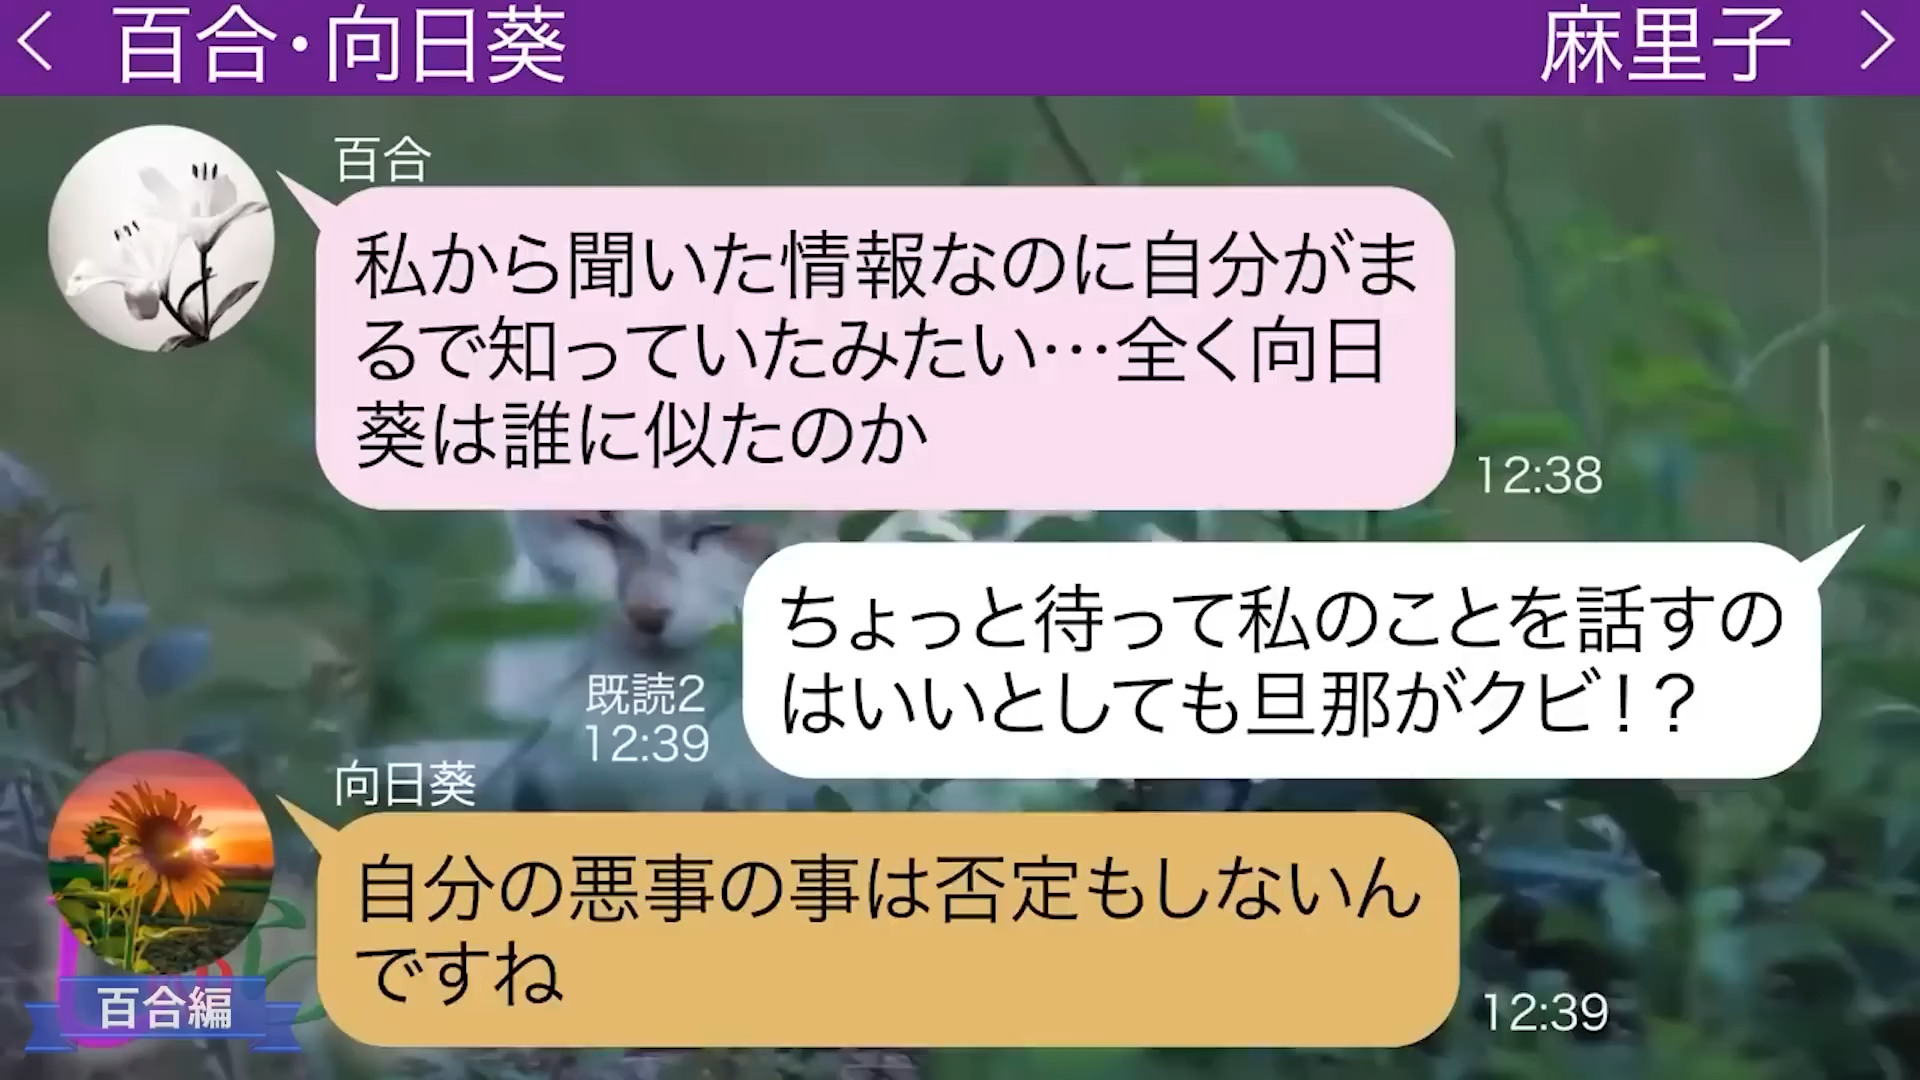 百合・向日葵
麻里子
百合
私から聞いた情報なのに自分がま
るで知っていたみたい…全く向日
葵は誰に似たのか
12:38
ちょっと待って私のことを話すの
はいいとしても旦那がクビ!?
既読2
12:39
向日葵
自分の悪事の事は否定もしないん
ですね
12:39
百合編